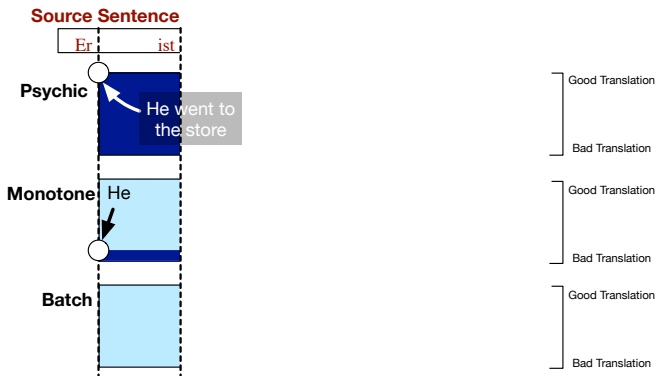 Source Sentence
Er ist
Psychic
He went to
the store
Good Translation
Bad Translation
Monotone
He
Good Translation
Bad Translation
Batch
Good Translation
Bad Translation